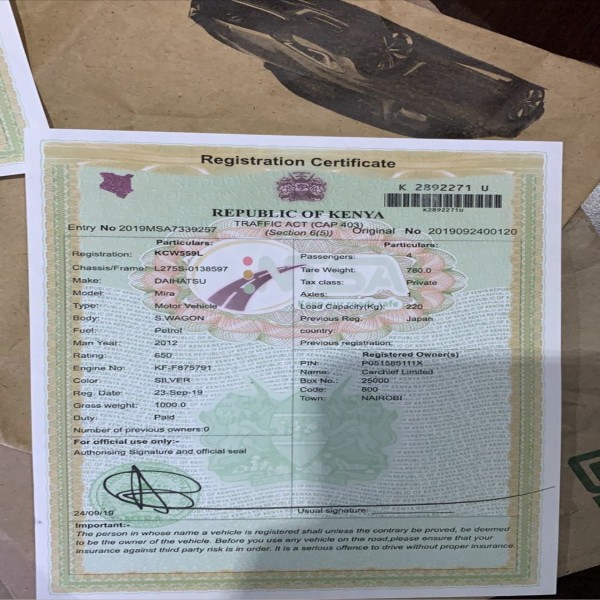 Registration Certificate
K 2892271 U
K2892271U
REPUBLIC OF KENYA
TRAFFIC ACT (CAP 403)
Entry No 2019MSA7339257 (Section 6(5)) Original No 2019092400120
Particulars: Particulars:
Registration: KCW559L Passengers: 4
Chassis/Frame: L275S-0138597 Tare Weight: 780.0
Make: DAIHATSU Tax class: Private
Model: Mira Axles:
Type: Motor Vehicle Load Capacity(Kg): 220
Body: S.WAGON Previous Reg. Japan
Fuel: Petrol country:
Man Year: 2012 Previous registration:
Rating: 650 Registered Owner(s)
Engine No: KF-F875791 PIN: P051585111X
Name: Carchief Limited
Color: SILVER Box No.: 25000
Reg. Date: 23-Sep-19 Code: 800
Gross weight: 1000.0 Town: NAIROBI
Duty: Paid
Number of previous owners:0
For official use only:-
Authorising Signature and official seal
24/09/19 Usual signature:
Important:-
The person in whose name a vehicle is registered shall unless the contrary be proved, be deemed
to be the owner of the vehicle. Before you use any vehicle on the road,please ensure that your
insurance against third party risk is in order. It is a serious offence to drive without proper insurance.